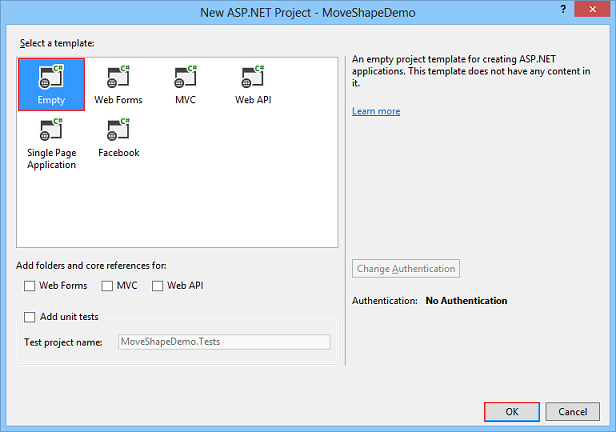 New ASP.NET Project - MoveShapeDemo
?
Select a template:
C# C# C# C#
Empty Web Forms MVC Web API
C# C#
Single Page Facebook
Application
An empty project template for creating ASP.NET
applications. This template does not have any content in
it.
Learn more
Add folders and core references for:
Web Forms MVC Web API
Add unit tests
Test project name: MoveShapeDemo.Tests
Change Authentication
Authentication: No Authentication
OK Cancel